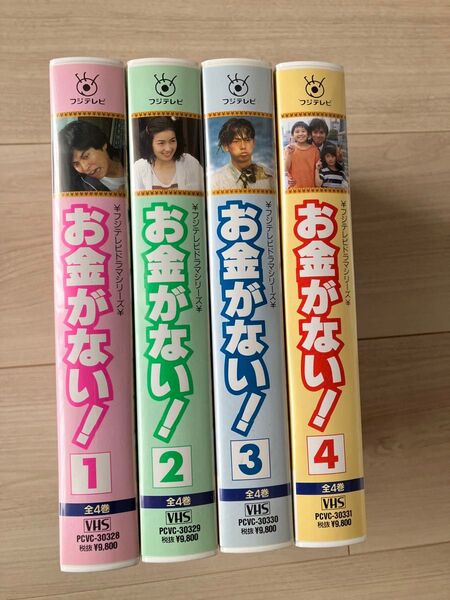 フジテレビ
¥フジテレビドラマシリーズ¥
お金がない!
1
全4巻
VHS
PCVC-30328
税抜¥9,800
フジテレビ
¥フジテレビドラマシリーズ¥
お金がない!
2
全4巻
VHS
PCVC-30329
税抜¥9,800
フジテレビ
¥フジテレビドラマシリーズ¥
お金がない!
3
全4巻
VHS
PCVC-30330
税抜¥9,800
フジテレビ
¥フジテレビドラマシリーズ¥
お金がない!
4
全4巻
VHS
PCVC-30331
税抜¥9,800